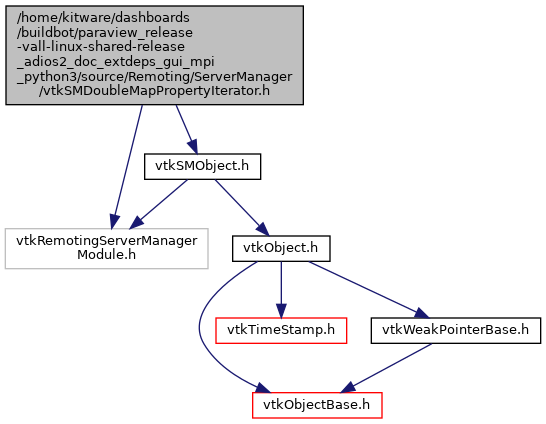 /home/kitware/dashboards
/buildbot/paraview_release
-vall-linux-shared-release
_adios2_doc_extdeps_gui_mpi
_python3/source/Remoting/ServerManager
/vtkSMDoubleMapPropertyIterator.h
vtkSMObject.h
vtkRemotingServerManager
Module.h
vtkObject.h
vtkTimeStamp.h
vtkWeakPointerBase.h
vtkObjectBase.h